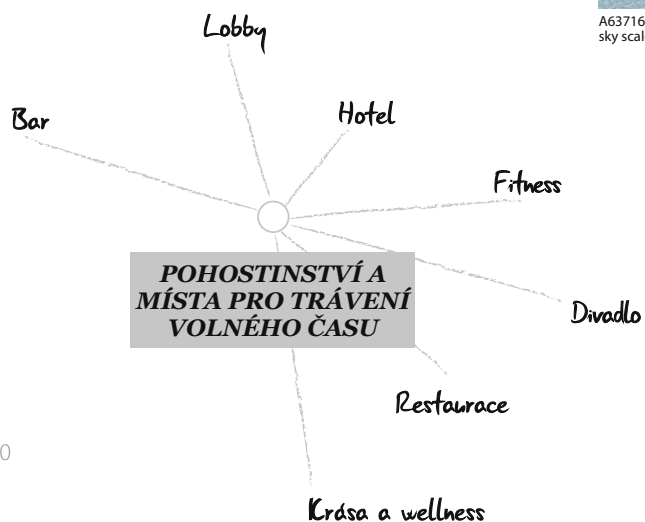 A63716
sky scal
Lobby
Bar
Hotel
Fitness
POHOSTINSTVÍ A
MÍSTA PRO TRÁVENÍ
VOLNÉHO ČASU
Divadlo
Restaurace
0
Krása a wellness